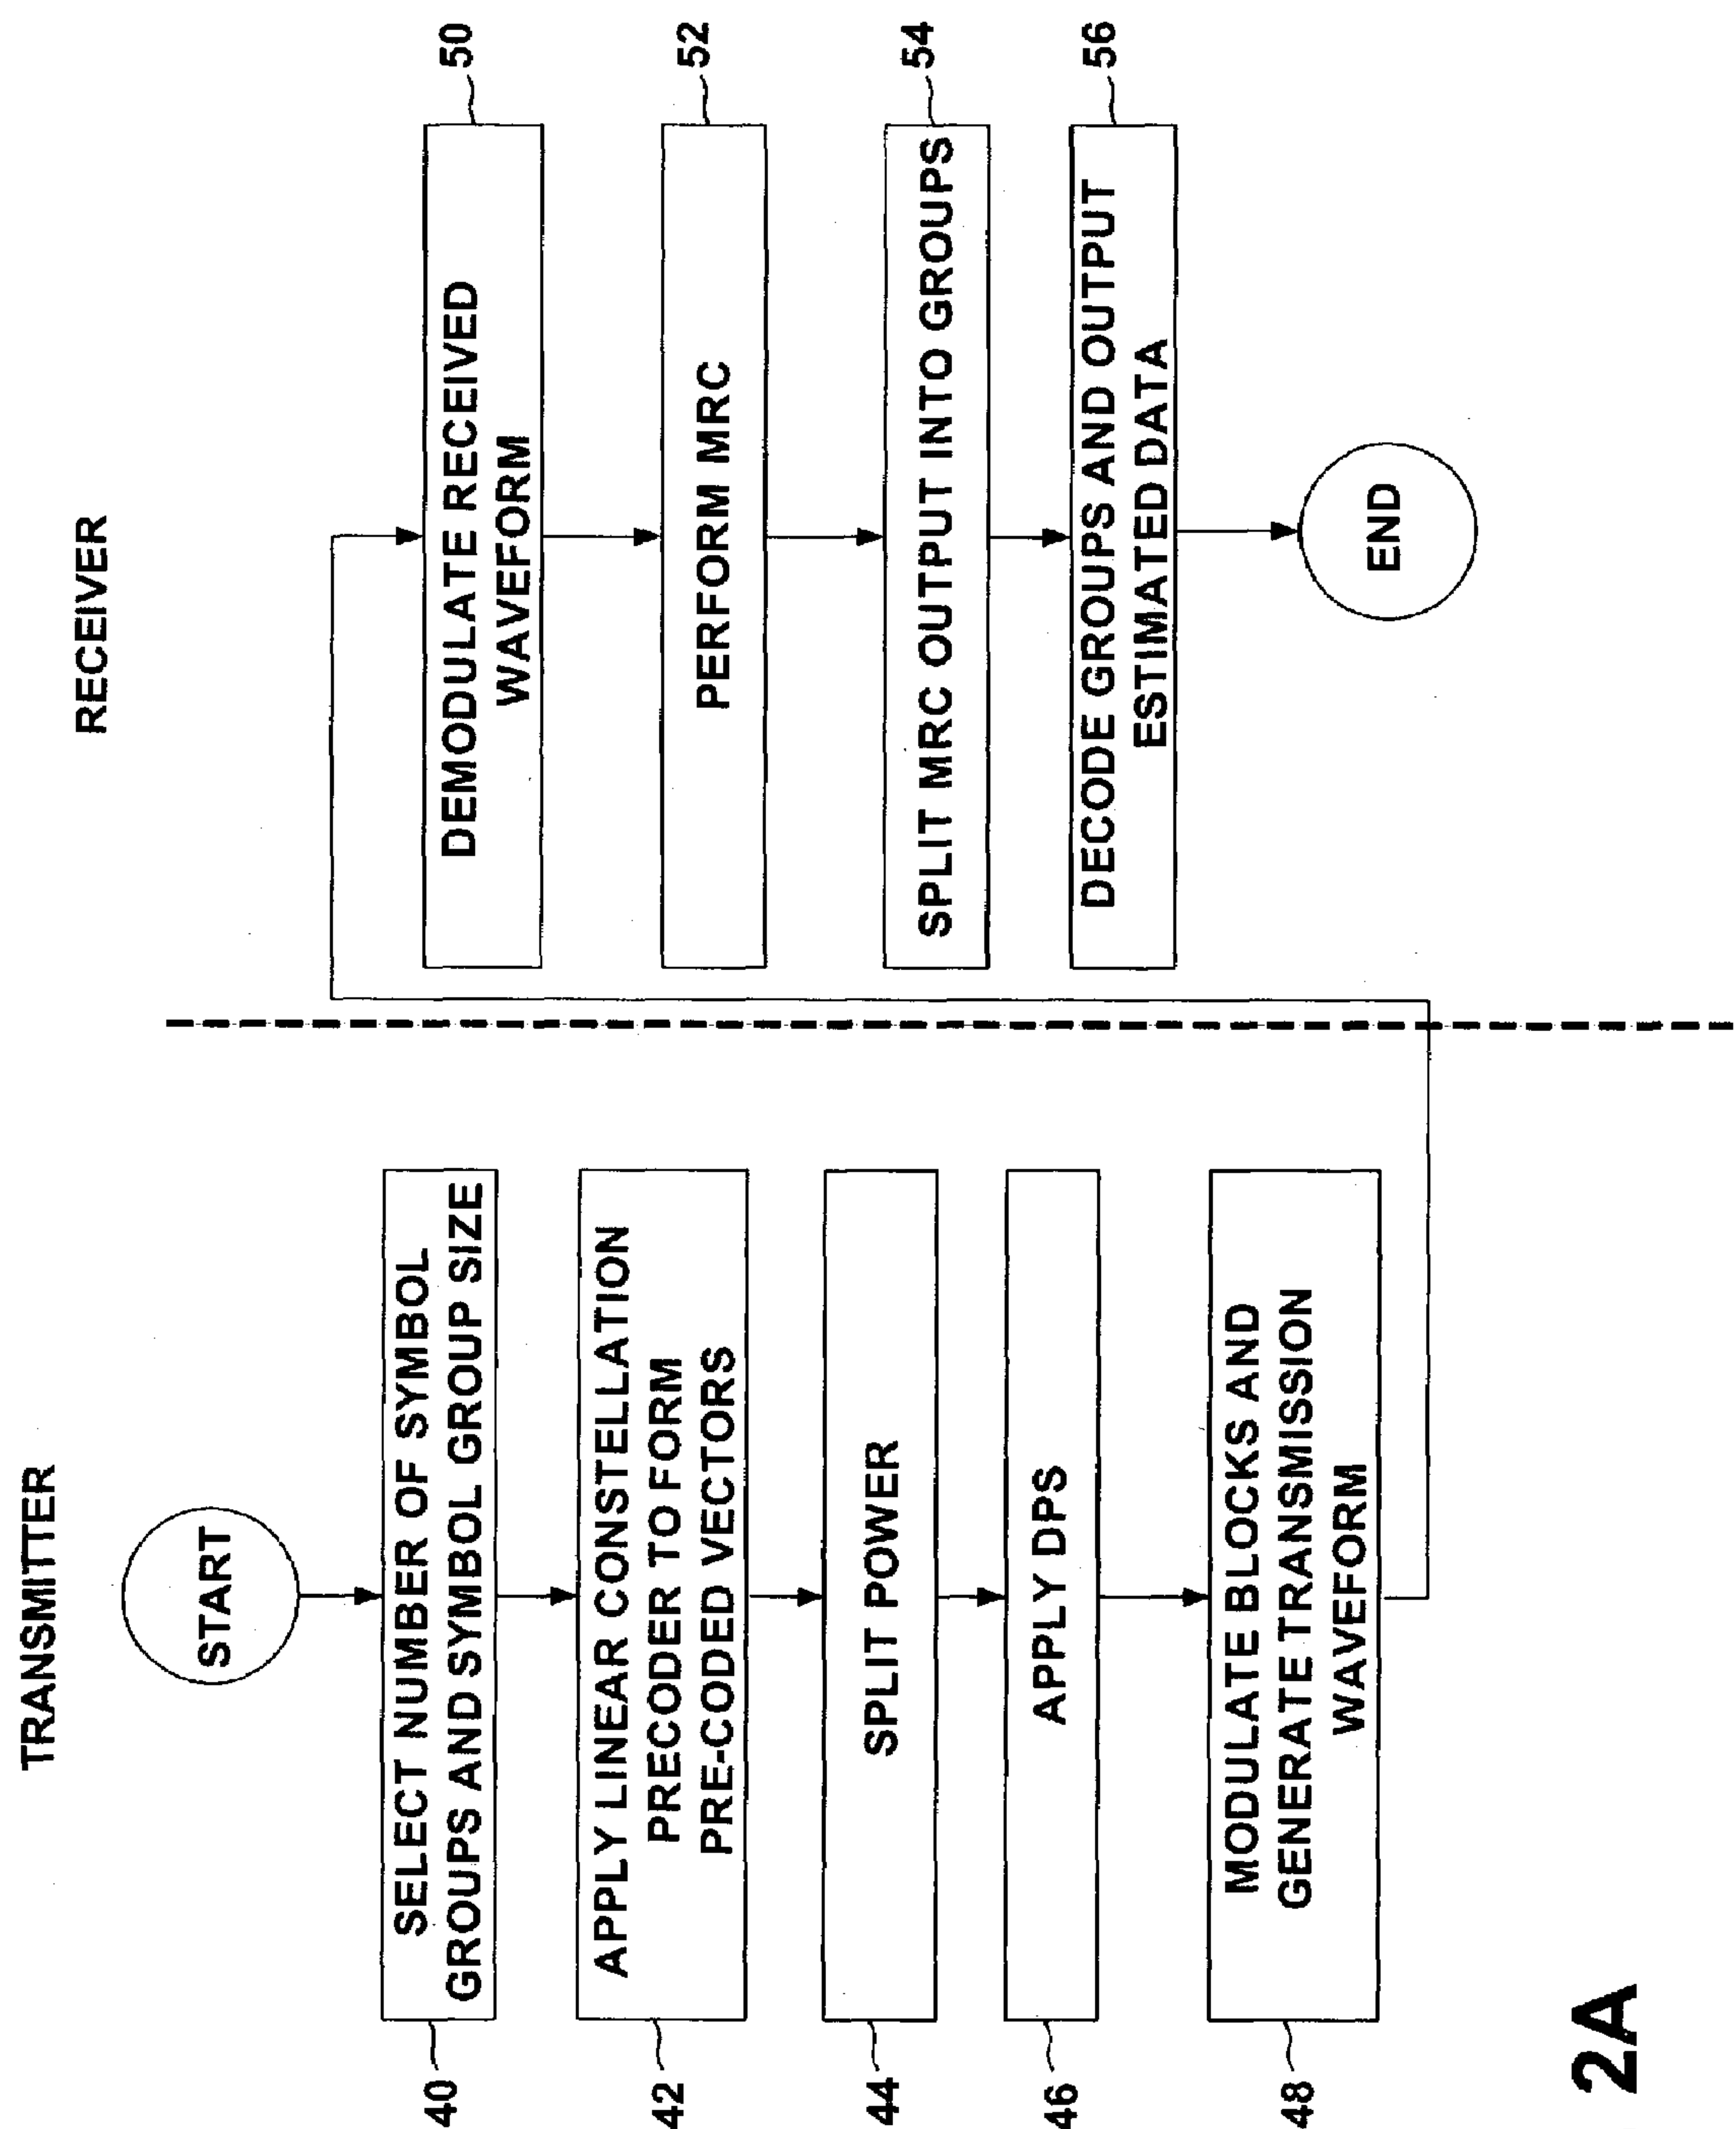 TRANSMITTER
START
SELECT NUMBER OF SYMBOL
GROUPS AND SYMBOL GROUP SIZE
40
APPLY LINEAR CONSTELLATION
PRECODER TO FORM
PRE-CODED VECTORS
42
SPLIT POWER
44
APPLY DPS
46
MODULATE BLOCKS AND
GENERATE TRANSMISSION
WAVEFORM
48
RECEIVER
DEMODULATE RECEIVED
WAVEFORM
50
PERFORM MRC
52
SPLIT MRC OUTPUT INTO GROUPS
54
DECODE GROUPS AND OUTPUT
ESTIMATED DATA
56
END
2A